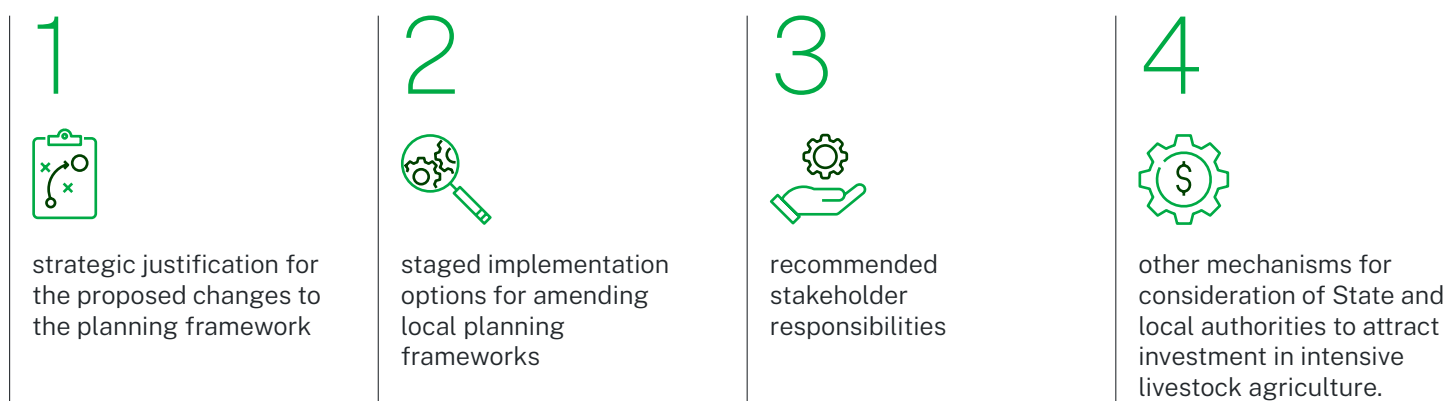 1
strategic justification for
the proposed changes to
the planning framework
2
staged implementation
options for amending
local planning
frameworks
3
recommended
stakeholder
responsibilities
4
$
other mechanisms for
consideration of State and
local authorities to attract
investment in intensive
livestock agriculture.